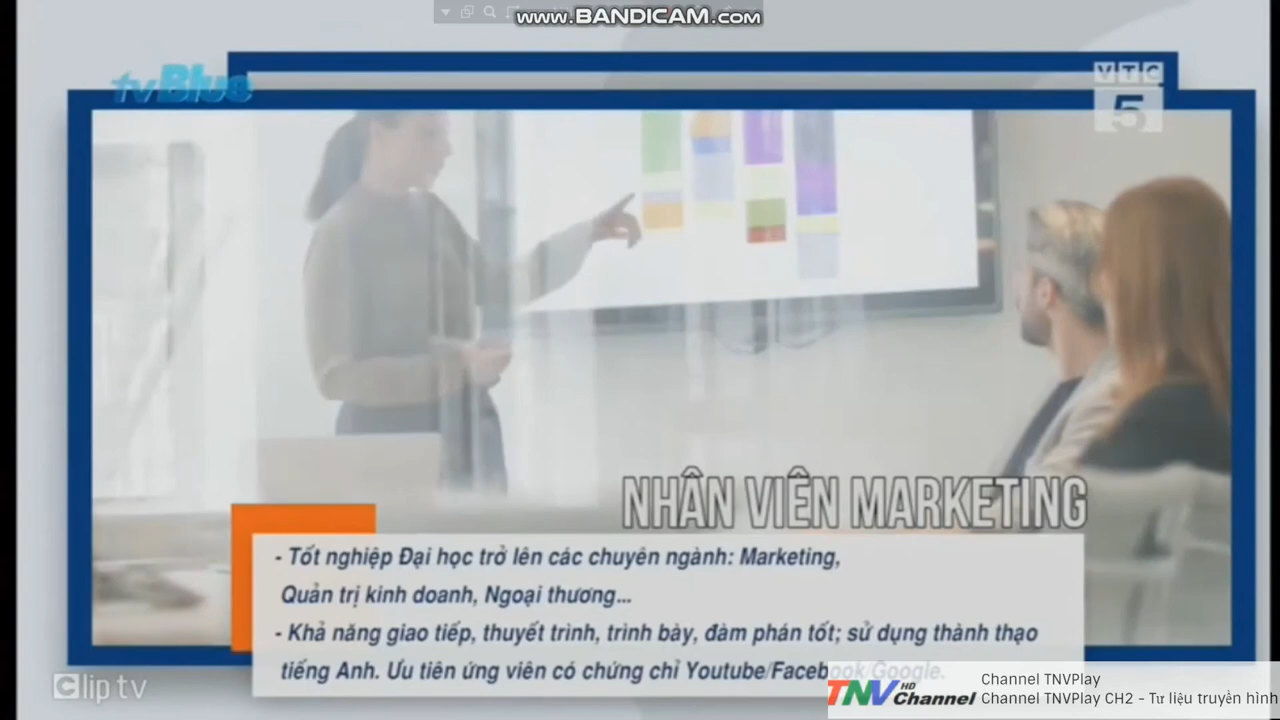 www.BANDICAM.com
tvBlue
VTC
5
NHÂN VIÊN MARKETING
- Tốt nghiệp Đại học trở lên các chuyên ngành: Marketing,
Quản trị kinh doanh, Ngoại thương...
- Khả năng giao tiếp, thuyết trình, trình bày, đàm phán tốt; sử dụng thành thạo
tiếng Anh. Ưu tiên ứng viên có chứng chỉ Youtube/Facebook/Google.
Clip tv
TNV HD Channel
Channel TNVPlay
Channel TNVPlay CH2 - Tư liệu truyền hình